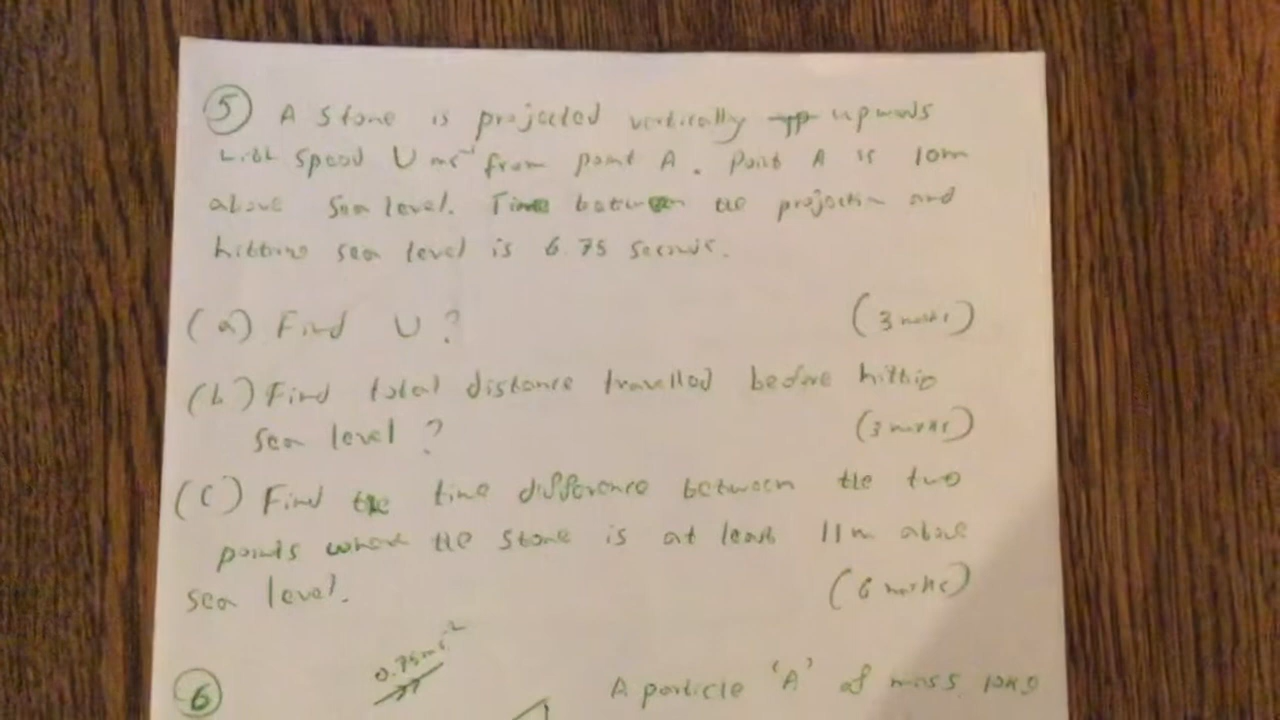 5 A stone is projected vertically upwards
with speed U ms⁻¹ from point A. Point A is 10m
above sea level. Time between the projection and
hitting sea level is 6.75 seconds.
(a) Find U? (3 marks)
(b) Find total distance travelled before hitting
sea level? (3 marks)
(c) Find the time difference between the two
points where the stone is at least 11m above
sea level. (6 marks)
0.75ms⁻²
6 A particle 'A' of mass 10kg